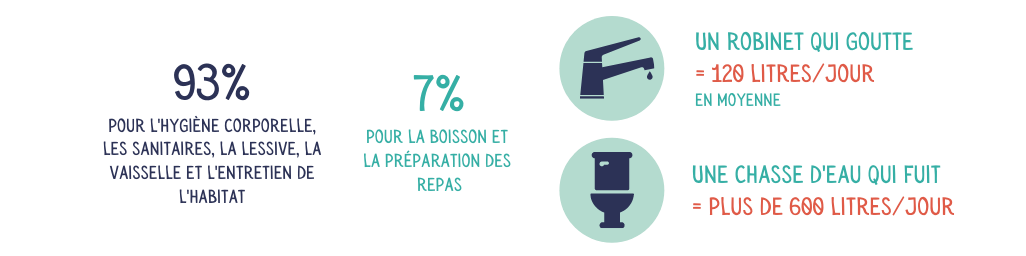 93%
POUR L'HYGIÈNE CORPORELLE,
LES SANITAIRES, LA LESSIVE, LA
VAISSELLE ET L'ENTRETIEN DE
L'HABITAT
7%
POUR LA BOISSON ET
LA PRÉPARATION DES
REPAS
UN ROBINET QUI GOUTTE
= 120 LITRES/JOUR
EN MOYENNE
UNE CHASSE D'EAU QUI FUIT
= PLUS DE 600 LITRES/JOUR